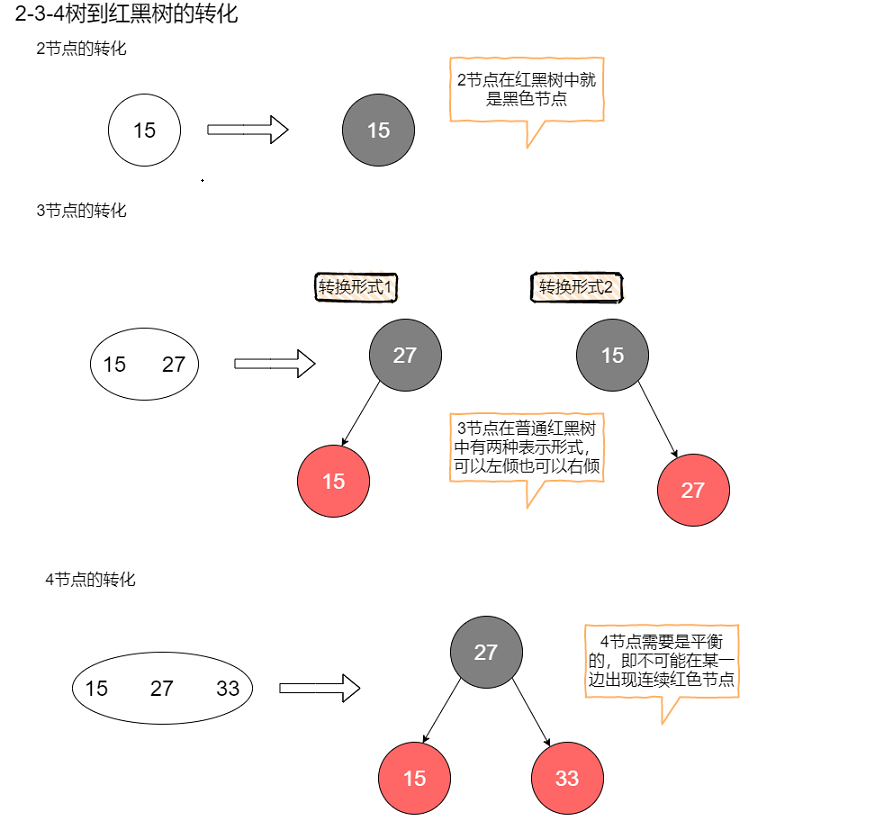 2-3-4树到红黑树的转化
2节点的转化
15
15
2节点在红黑树中就
是黑色节点
3节点的转化
转换形式1
转换形式2
15 27
27
15
15
27
3节点在普通红黑树
中有两种表示形式，
可以左倾也可以右倾
4节点的转化
15 27 33
27
15
33
4节点需要是平衡
的，即不可能在某一
边出现连续红色节点